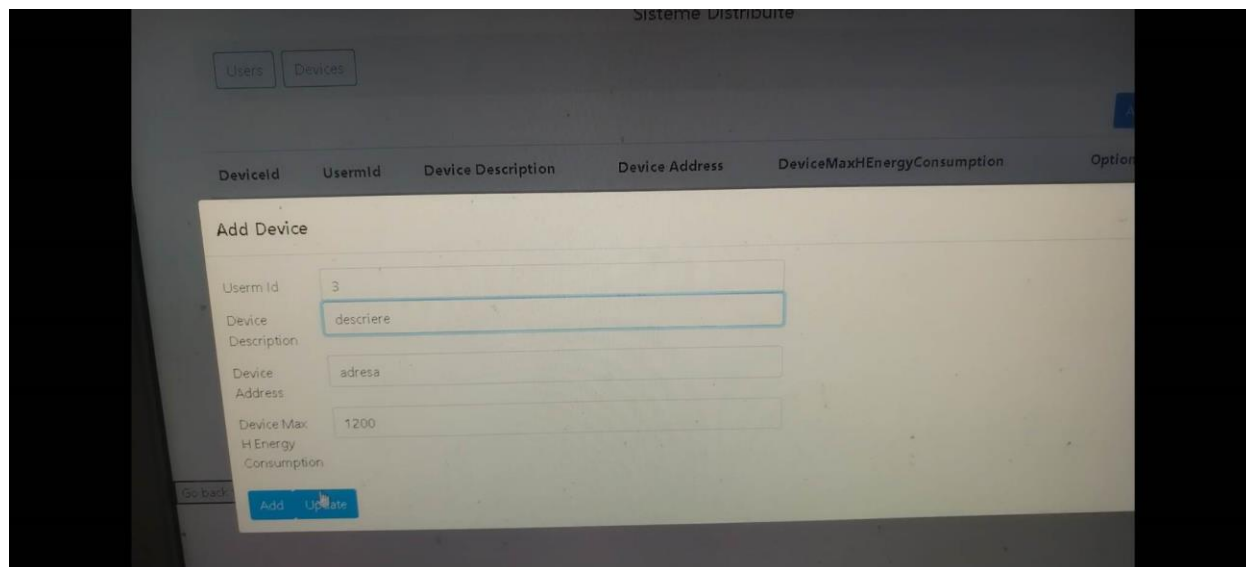 Sisteme Distribuite
Users Devices
DeviceId UsermId Device Description Device Address DeviceMaxHEnergyConsumption Option
Add Device
Userm Id 3
Device descriere
Description
Device adresa
Address
Device Max 1200
H Energy
Consumption
Go back
Add Update